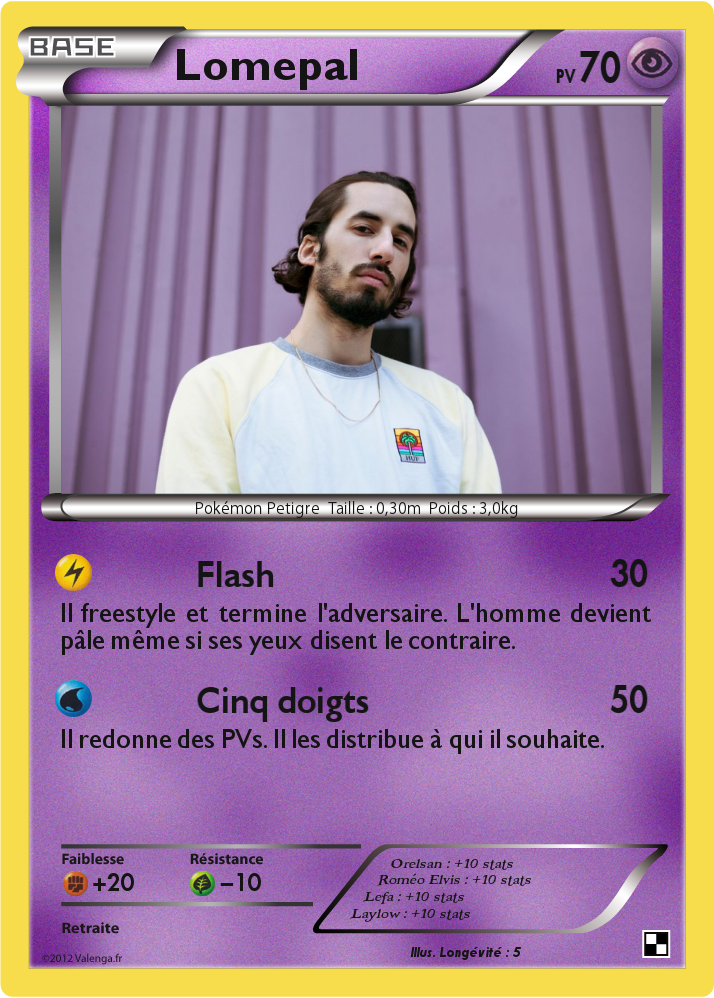 BASE
Lomepal
PV 70
HUF
Pokémon Petigre Taille : 0,30m Poids : 3,0kg
Flash 30
Il freestyle et termine l'adversaire. L'homme devient
pâle même si ses yeux disent le contraire.
Cinq doigts 50
Il redonne des PVs. Il les distribue à qui il souhaite.
Faiblesse Résistance
+20 −10
Retraite
Orelsan : +10 stats
Roméo Elvis : +10 stats
Lefa : +10 stats
Laylow : +10 stats
Illus. Longévité : 5
©2012 Valenga.fr